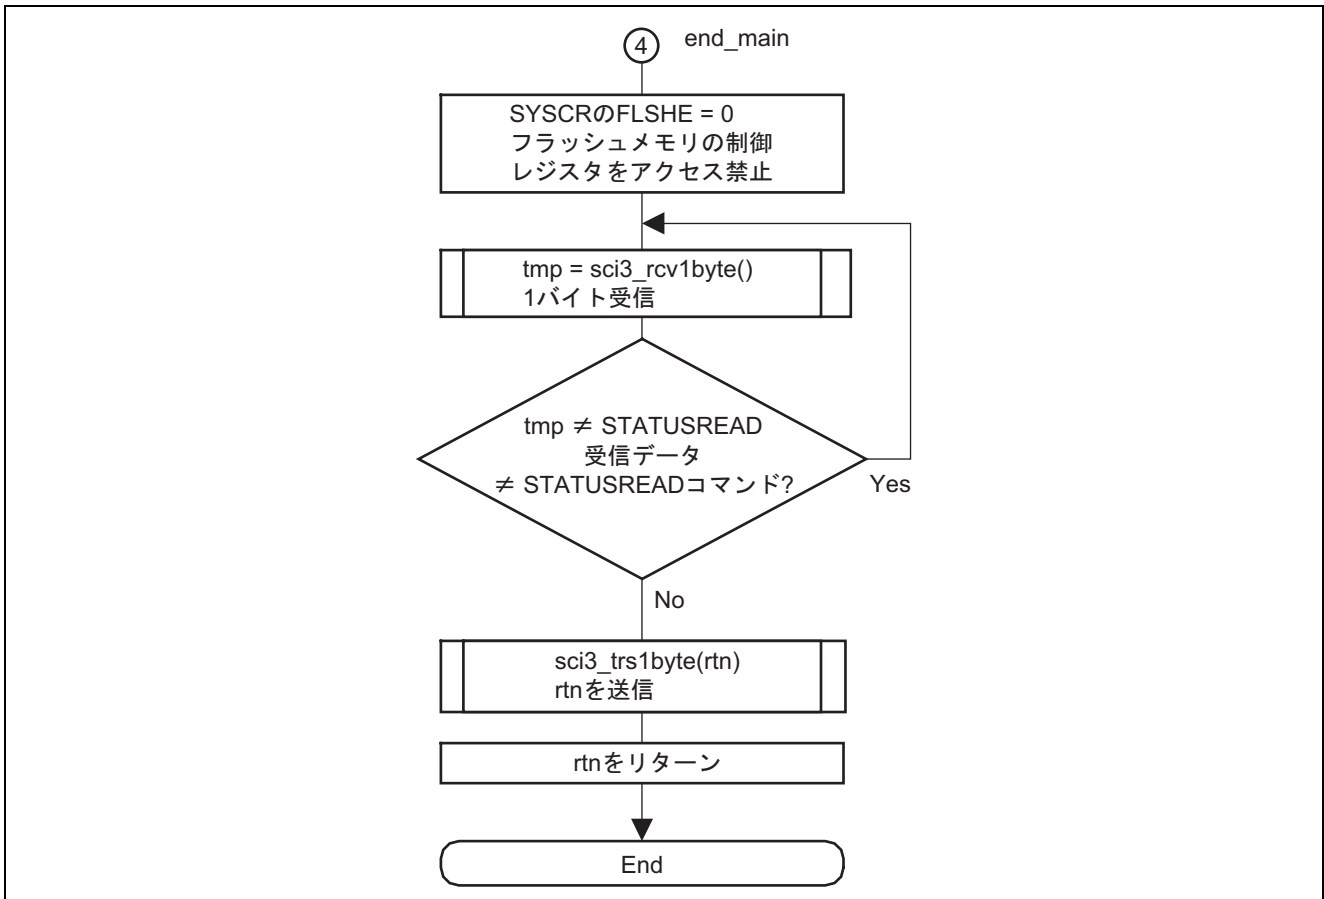 4 end_main
SYSCRのFLSHE = 0
フラッシュメモリの制御
レジスタをアクセス禁止
tmp = sci3_rcv1byte()
1バイト受信
tmp ≠ STATUSREAD
受信データ
≠ STATUSREADコマンド?
Yes
No
sci3_trs1byte(rtn)
rtnを送信
rtnをリターン
End